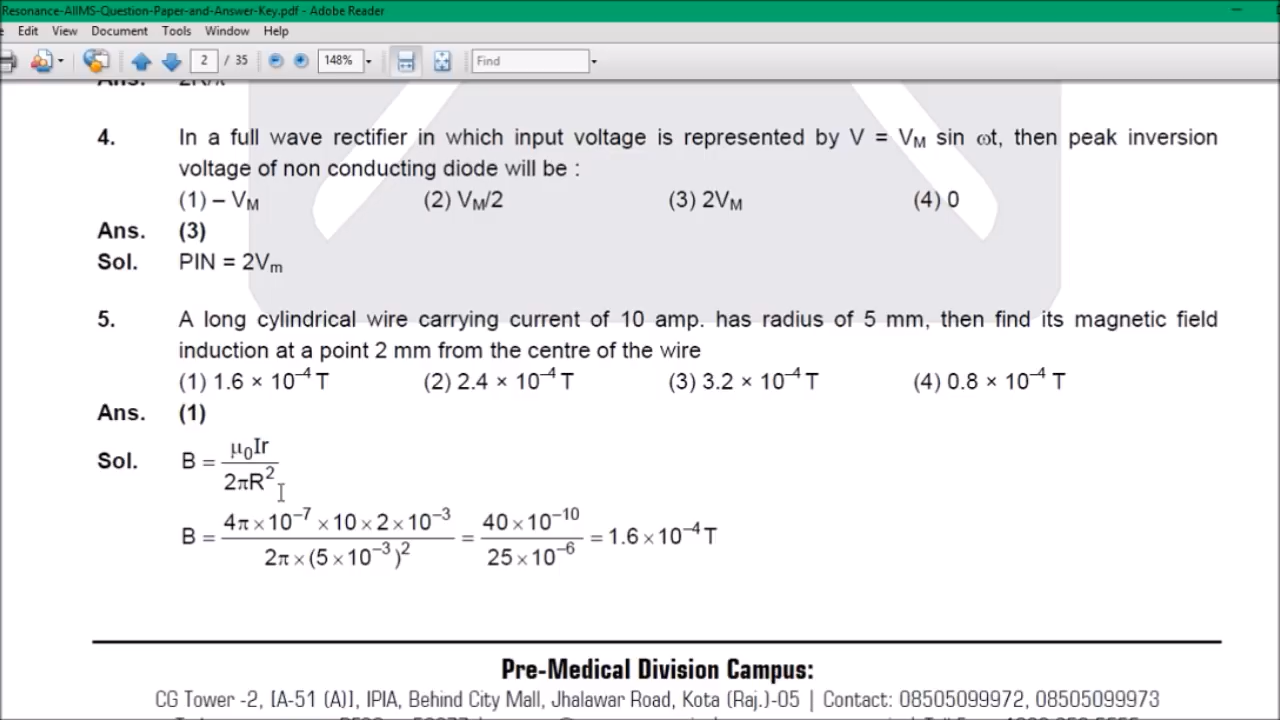 Resonance-AIIMS-Question-Paper-and-Answer-Key.pdf - Adobe Reader
Edit View Document Tools Window Help
2 / 35 148% Find
Ans. 2R/π
4. In a full wave rectifier in which input voltage is represented by V = V_M sin ωt, then peak inversion
voltage of non conducting diode will be :
(1) – V_M (2) V_M/2 (3) 2V_M (4) 0
Ans. (3)
Sol. PIN = 2V_m
5. A long cylindrical wire carrying current of 10 amp. has radius of 5 mm, then find its magnetic field
induction at a point 2 mm from the centre of the wire
(1) 1.6 × 10⁻⁴ T (2) 2.4 × 10⁻⁴ T (3) 3.2 × 10⁻⁴ T (4) 0.8 × 10⁻⁴ T
Ans. (1)
Sol. B = μ₀Ir / 2πR²
B = 4π×10⁻⁷ ×10×2×10⁻³ / 2π×(5×10⁻³)² = 40×10⁻¹⁰ / 25×10⁻⁶ = 1.6×10⁻⁴ T
Pre-Medical Division Campus:
CG Tower -2, [A-51 (A)], IPIA, Behind City Mall, Jhalawar Road, Kota (Raj.)-05 | Contact: 08505099972, 08505099973